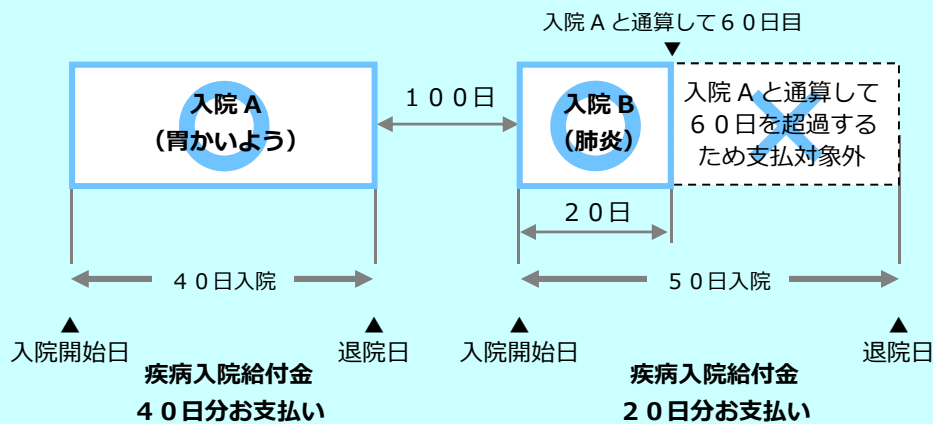 入院 A と通算して６０日目
▼
入院 A
（胃かいよう）
１００日
入院 B
（肺炎）
入院 A と通算して
６０日を超過する
ため支払対象外
２０日
４０日入院
５０日入院
▲ ▲ ▲ ▲
入院開始日 退院日 入院開始日 退院日
疾病入院給付金
４０日分お支払い
疾病入院給付金
２０日分お支払い